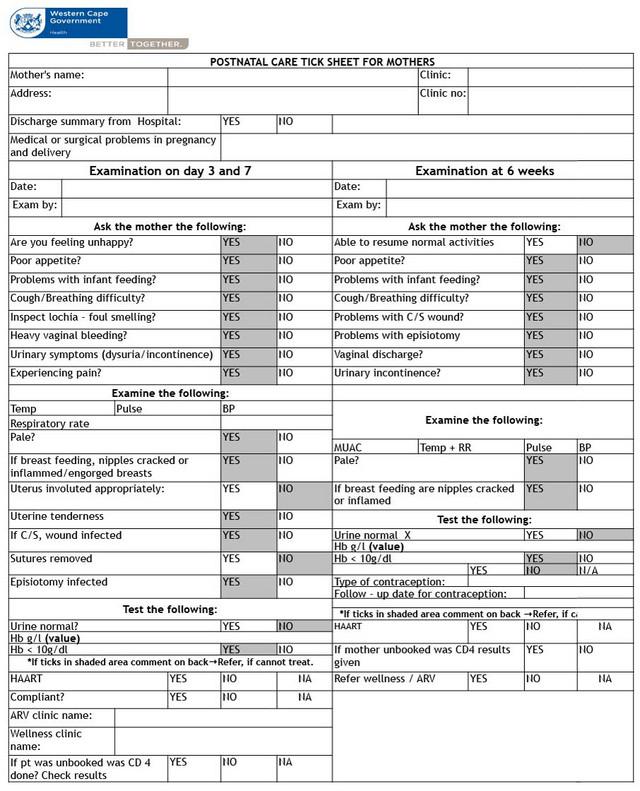 Western Cape
Government
Health
BETTER TOGETHER.
POSTNATAL CARE TICK SHEET FOR MOTHERS
Mother's name: Clinic:
Address: Clinic no:
Discharge summary from Hospital: YES NO
Medical or surgical problems in pregnancy
and delivery
Examination on day 3 and 7
Date:
Exam by:
Ask the mother the following:
Are you feeling unhappy? YES NO
Poor appetite? YES NO
Problems with infant feeding? YES NO
Cough/Breathing difficulty? YES NO
Inspect lochia – foul smelling? YES NO
Heavy vaginal bleeding? YES NO
Urinary symptoms (dysuria/incontinence) YES NO
Experiencing pain? YES NO
Examine the following:
Temp Pulse BP
Respiratory rate
Pale? YES NO
If breast feeding, nipples cracked or
inflammed/engorged breasts YES NO
Uterus involuted appropriately: YES NO
Uterine tenderness YES NO
If C/S, wound infected YES NO
Sutures removed YES NO
Episiotomy infected YES NO
Test the following:
Urine normal? YES NO
Hb g/l (value)
Hb < 10g/dl YES NO
*If ticks in shaded area comment on back→Refer, if cannot treat.
HAART YES NO NA
Compliant? YES NO NA
ARV clinic name:
Wellness clinic
name:
If pt was unbooked was CD 4
done? Check results YES NO NA
Examination at 6 weeks
Date:
Exam by:
Ask the mother the following:
Able to resume normal activities YES NO
Poor appetite? YES NO
Problems with infant feeding? YES NO
Cough/Breathing difficulty? YES NO
Problems with C/S wound? YES NO
Problems with episiotomy YES NO
Vaginal discharge? YES NO
Urinary incontinence? YES NO
Examine the following:
MUAC Temp + RR Pulse BP
Pale? YES NO
If breast feeding are nipples cracked
or inflamed YES NO
Test the following:
Urine normal X YES NO
Hb g/l (value)
Hb < 10g/dl YES NO
YES NO N/A
Type of contraception:
Follow - up date for contraception:
*If ticks in shaded area comment on back →Refer, if
HAART YES NO NA
If mother unbooked was CD4 results
given YES NO
Refer wellness / ARV YES NO NA